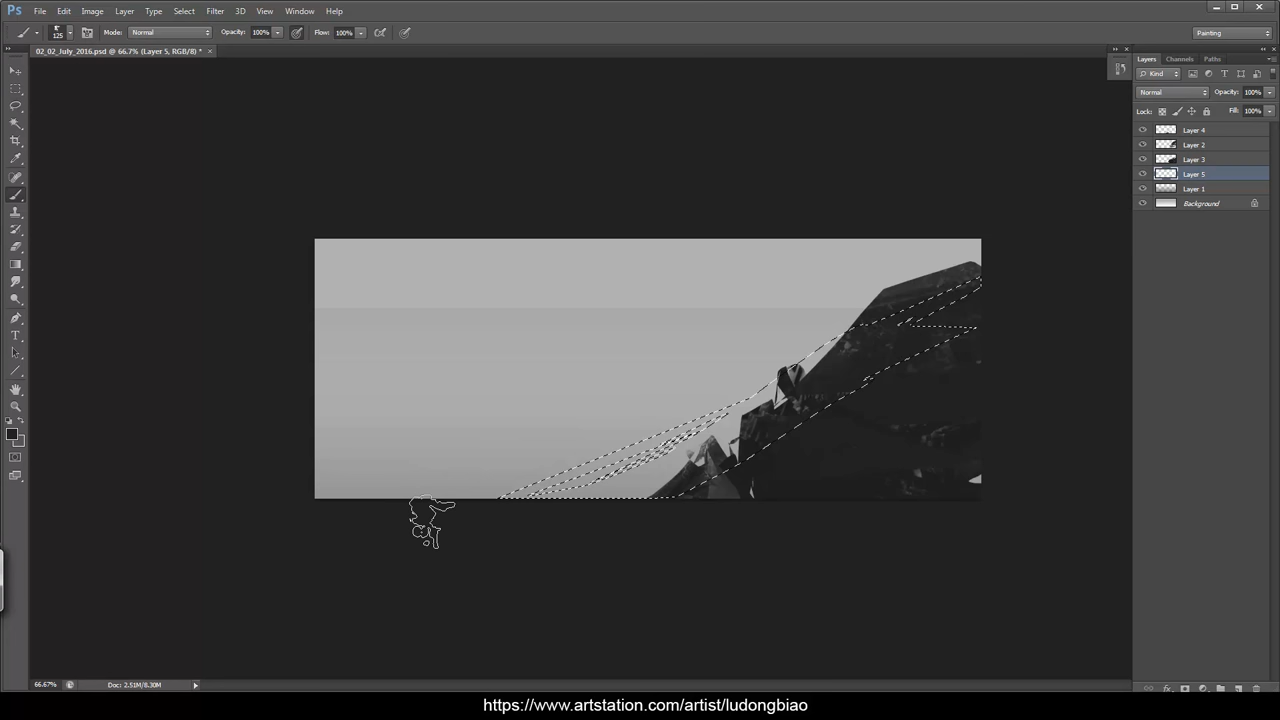 Ps File Edit Image Layer Type Select Filter 3D View Window Help
125 Mode: Normal Opacity: 100% Flow: 100% Painting
02_02_July_2016.psd @ 66.7% (Layer 5, RGB/8) * ×
Layers Channels Paths
Kind
Normal Opacity: 100%
Lock: Fill: 100%
Layer 4
Layer 2
Layer 3
Layer 5
Layer 1
Background
66.67% Doc: 2.51M/8.30M
https://www.artstation.com/artist/ludongbiao